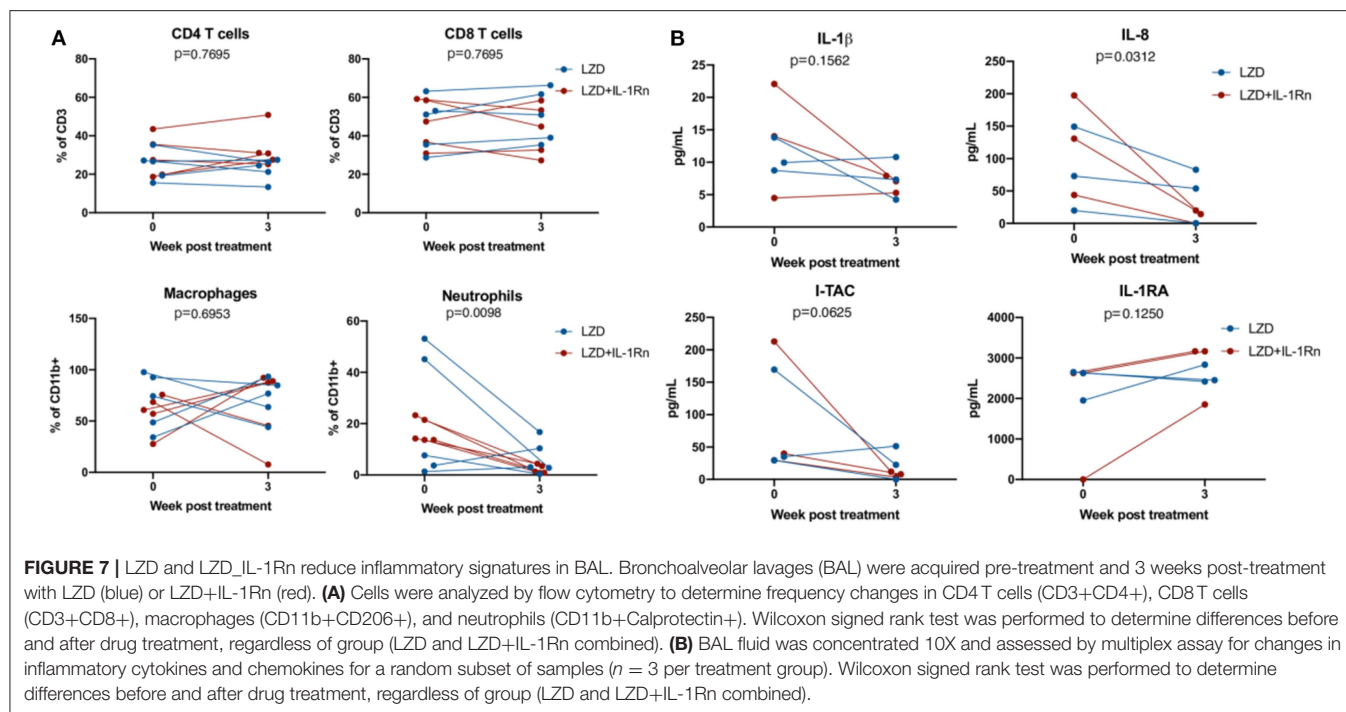 A
CD4 T cells
p=0.7695
% of CD3
80
60
40
20
0
0
3
Week post treatment
CD8 T cells
p=0.7695
% of CD3
80
60
40
20
0
0
3
Week post treatment
LZD
LZD+IL-1Rn
Macrophages
p=0.6953
% of CD11b+
150
100
50
0
0
3
Week post treatment
Neutrophils
p=0.0098
% of CD11b+
60
40
20
0
0
3
Week post treatment
LZD
LZD+IL-1Rn
B
IL-1β
p=0.1562
pg/mL
25
20
15
10
5
0
0
3
Week post treatment
IL-8
p=0.0312
pg/mL
250
200
150
100
50
0
0
3
Week post treatment
LZD
LZD+IL-1Rn
I-TAC
p=0.0625
pg/mL
250
200
150
100
50
0
0
3
Week post treatment
IL-1RA
p=0.1250
pg/mL
4000
3000
2000
1000
0
0
3
Week post treatment
LZD
LZD+IL-1Rn
FIGURE 7 | LZD and LZD_IL-1Rn reduce inflammatory signatures in BAL. Bronchoalveolar lavages (BAL) were acquired pre-treatment and 3 weeks post-treatment
with LZD (blue) or LZD+IL-1Rn (red). (A) Cells were analyzed by flow cytometry to determine frequency changes in CD4 T cells (CD3+CD4+), CD8 T cells
(CD3+CD8+), macrophages (CD11b+CD206+), and neutrophils (CD11b+Calprotectin+). Wilcoxon signed rank test was performed to determine differences before
and after drug treatment, regardless of group (LZD and LZD+IL-1Rn combined). (B) BAL fluid was concentrated 10X and assessed by multiplex assay for changes in
inflammatory cytokines and chemokines for a random subset of samples (n = 3 per treatment group). Wilcoxon signed rank test was performed to determine
differences before and after drug treatment, regardless of group (LZD and LZD+IL-1Rn combined).